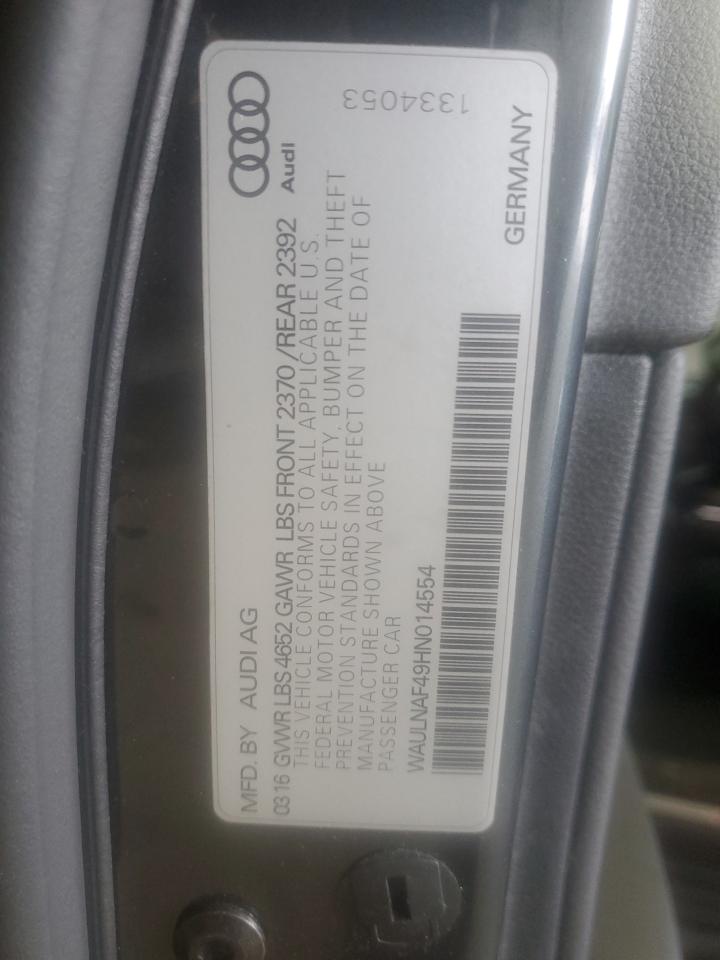 MFD. BY AUDI AG
Audi
0316 GVWR LBS 4652 GAWR LBS FRONT 2370 /REAR 2392
THIS VEHICLE CONFORMS TO ALL APPLICABLE U.S.
FEDERAL MOTOR VEHICLE SAFETY, BUMPER AND THEFT
PREVENTION STANDARDS IN EFFECT ON THE DATE OF
MANUFACTURE SHOWN ABOVE
PASSENGER CAR
1334053
WAULNAF49HN014554
GERMANY